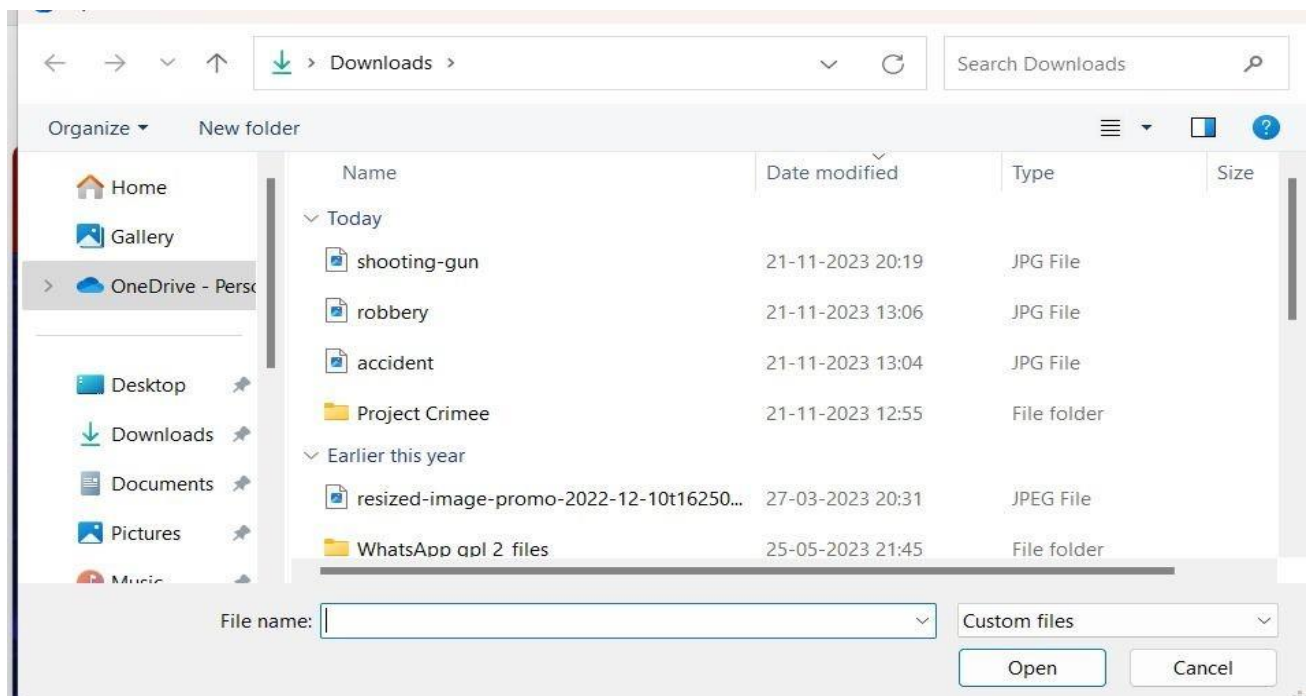 Downloads
Search Downloads
Organize
New folder
Name
Date modified
Type
Size
Home
Gallery
OneDrive - Perso
Desktop
Downloads
Documents
Pictures
Music
Today
shooting-gun 21-11-2023 20:19 JPG File
robbery 21-11-2023 13:06 JPG File
accident 21-11-2023 13:04 JPG File
Project Crimee 21-11-2023 12:55 File folder
Earlier this year
resized-image-promo-2022-12-10t16250... 27-03-2023 20:31 JPEG File
WhatsApp gpl 2 files 25-05-2023 21:45 File folder
File name:
Custom files
Open
Cancel